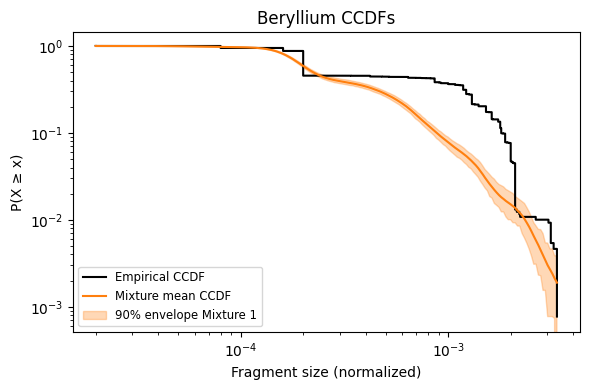 Beryllium CCDFs
10⁰
10⁻¹
10⁻²
10⁻³
P(X ≥ x)
Empirical CCDF
Mixture mean CCDF
90% envelope Mixture 1
10⁻⁴
10⁻³
Fragment size (normalized)